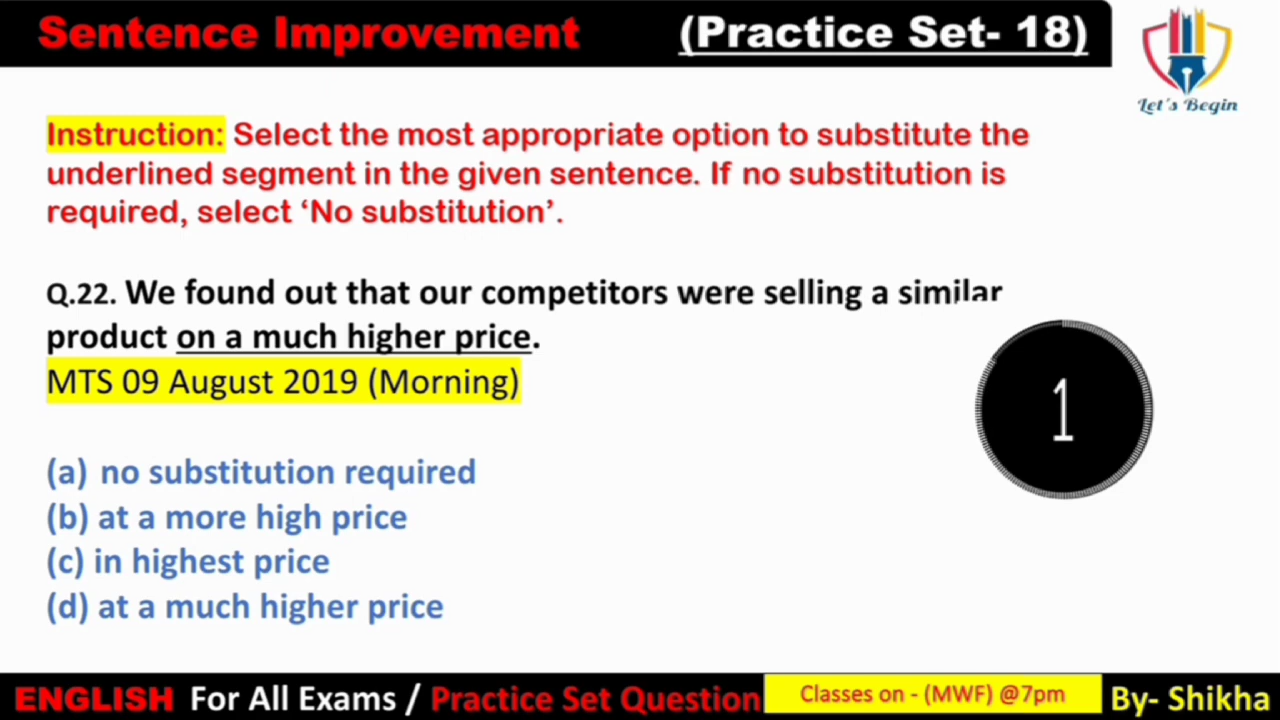 Sentence Improvement (Practice Set- 18)
Let's Begin
Instruction: Select the most appropriate option to substitute the
underlined segment in the given sentence. If no substitution is
required, select ‘No substitution’.
Q.22. We found out that our competitors were selling a similar
product on a much higher price.
MTS 09 August 2019 (Morning)
1
(a) no substitution required
(b) at a more high price
(c) in highest price
(d) at a much higher price
ENGLISH For All Exams / Practice Set Question Classes on - (MWF) @7pm By- Shikha